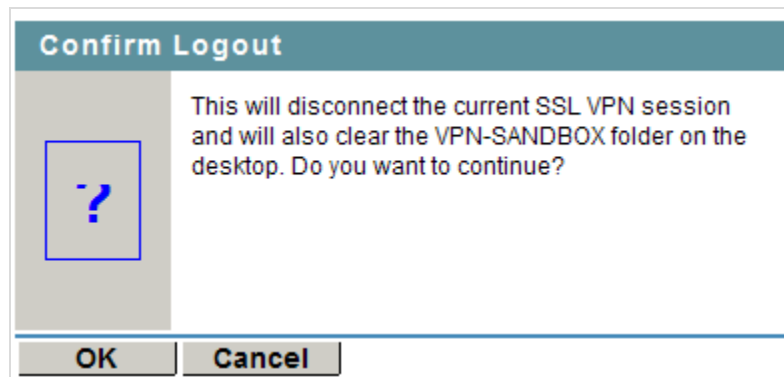 Confirm Logout
This will disconnect the current SSL VPN session
and will also clear the VPN-SANDBOX folder on the
desktop. Do you want to continue?
?
OK Cancel